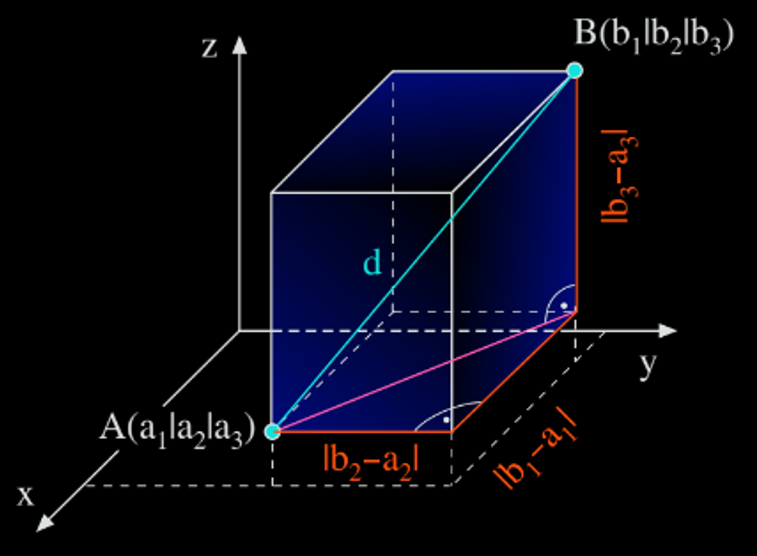 B(b₁|b₂|b₃)
z
|b₃−a₃|
d
y
A(a₁|a₂|a₃)
|b₂−a₂|
|b₁−a₁|
x